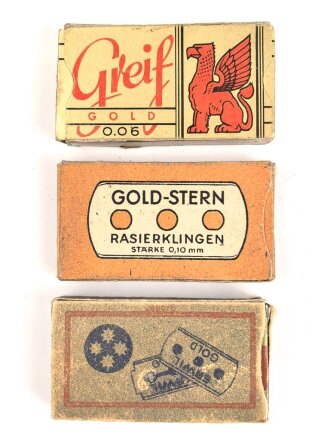 Greif
GOLD
0.06
GOLD-STERN
RASIERKLINGEN
STÄRKE 0,10 mm
GOLD